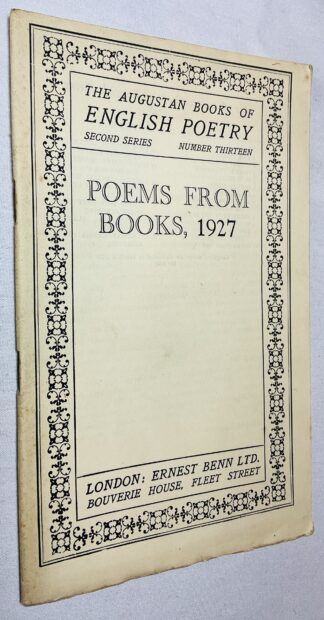 THE AUGUSTAN BOOKS OF
ENGLISH POETRY
SECOND SERIES NUMBER THIRTEEN
POEMS FROM
BOOKS, 1927
LONDON: ERNEST BENN LTD.
BOUVERIE HOUSE, FLEET STREET